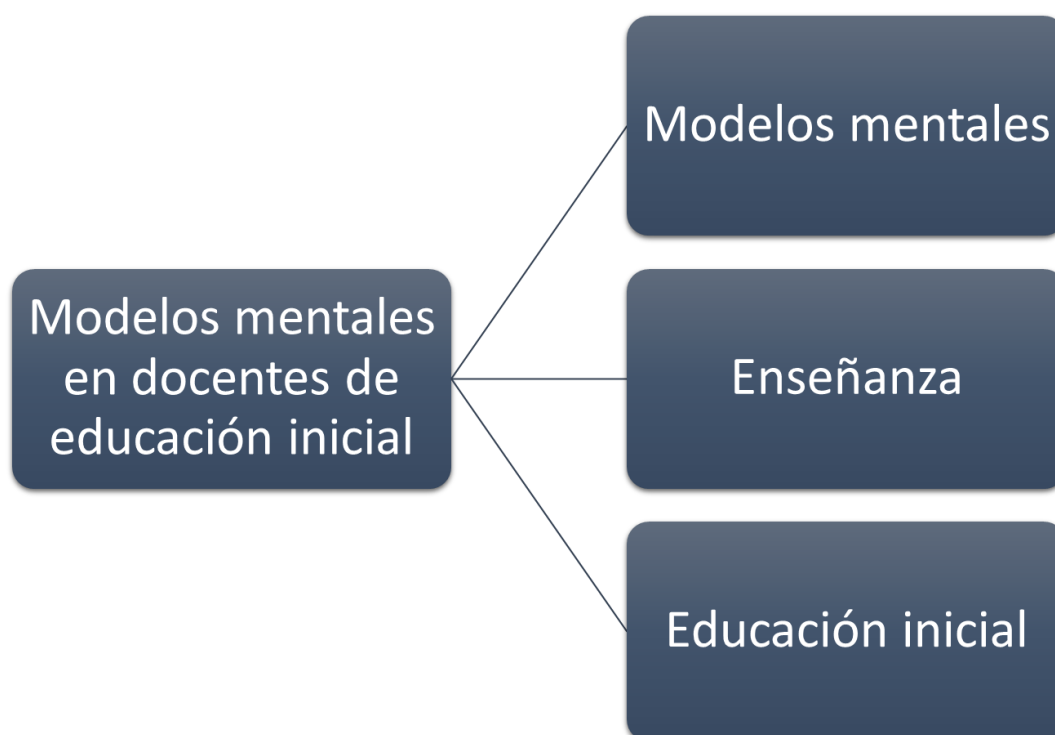 Modelos mentales
en docentes de
educación inicial
Modelos mentales
Enseñanza
Educación inicial